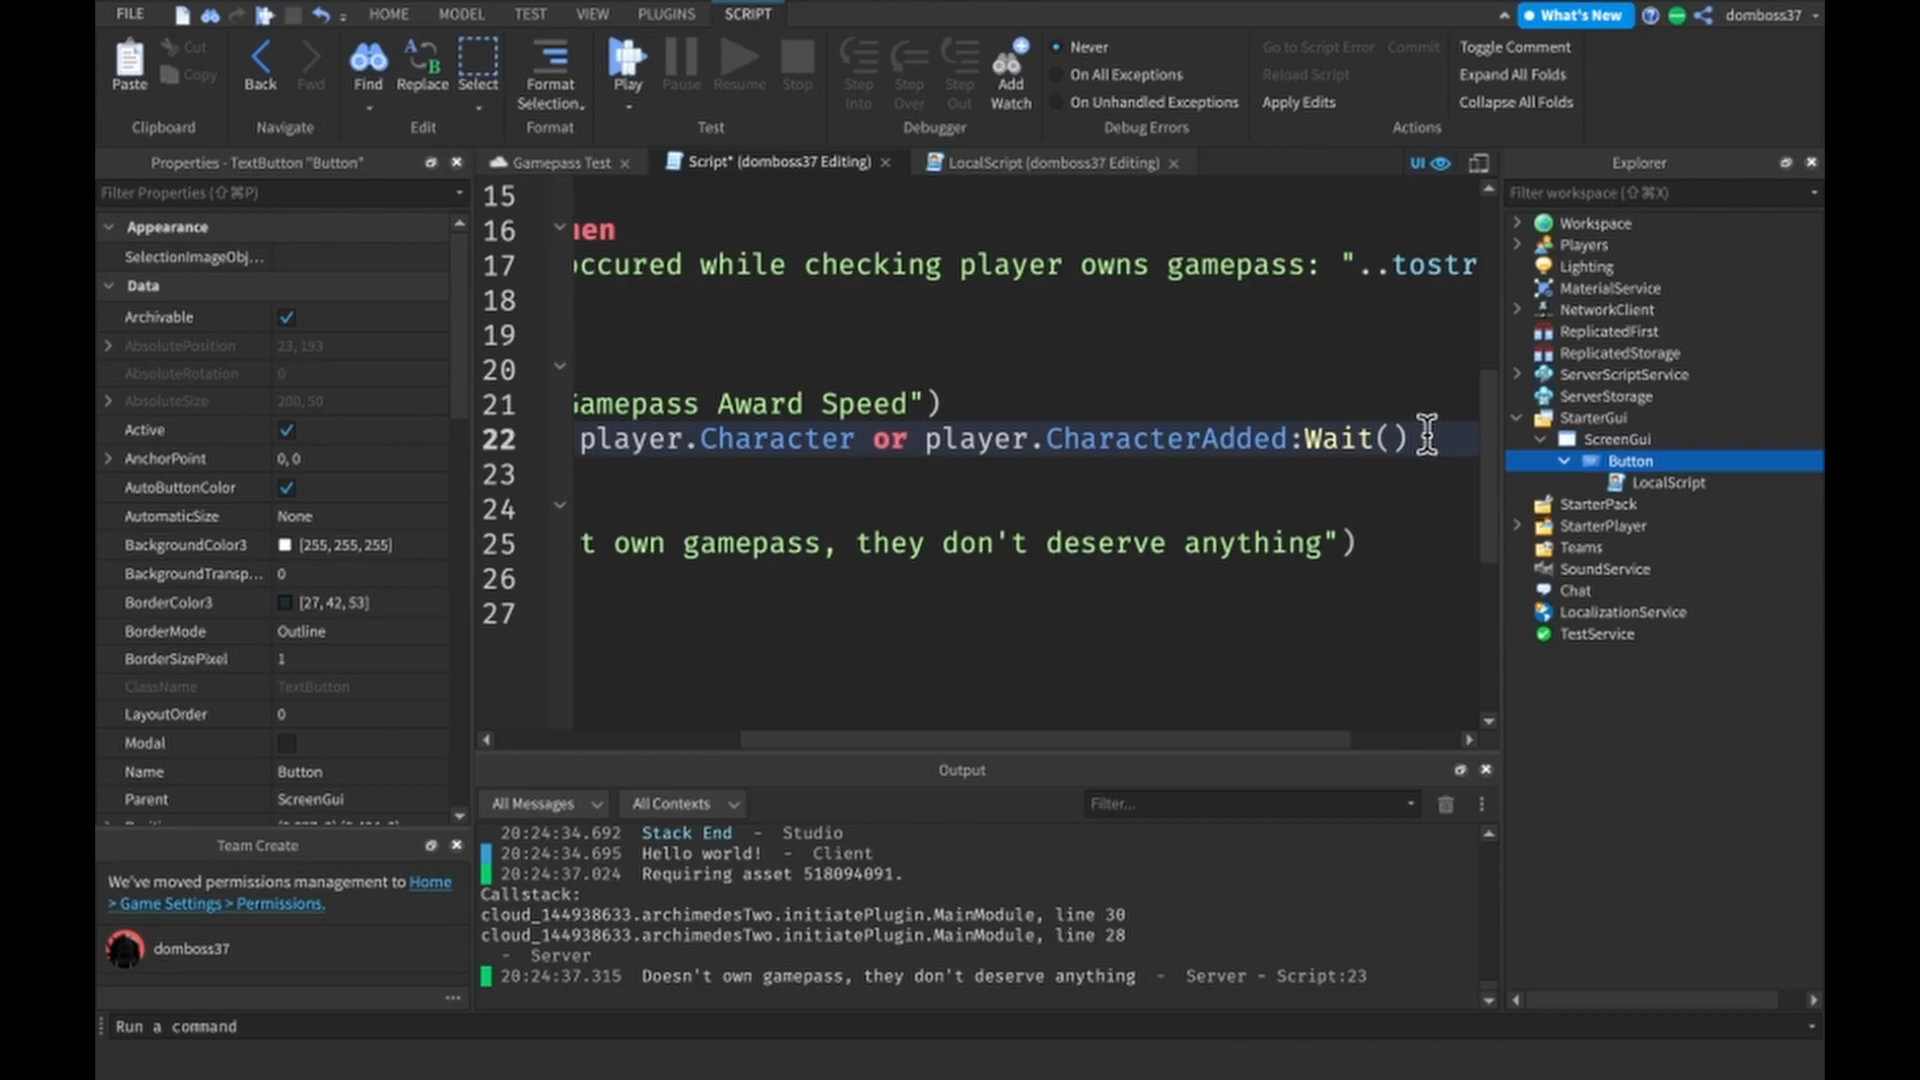 FILE HOME MODEL TEST VIEW PLUGINS SCRIPT What's New domboss37
Paste Cut Copy Clipboard
Back Fwd Navigate
Find Replace Select Edit
Format Selection Format
Play Pause Resume Stop Test
Step Into Step Over Step Out Add Watch Debugger
Never
On All Exceptions
On Unhandled Exceptions
Debug Errors
Go to Script Error Commit Toggle Comment
Reload Script Expand All Folds
Apply Edits Collapse All Folds
Actions
Properties - TextButton "Button"
Filter Properties (⇧⌘P)
Appearance
SelectionImageObj...
Data
Archivable
AbsolutePosition 23, 193
AbsoluteRotation 0
AbsoluteSize 200, 50
Active
AnchorPoint 0, 0
AutoButtonColor
AutomaticSize None
BackgroundColor3 [255, 255, 255]
BackgroundTransp... 0
BorderColor3 [27, 42, 53]
BorderMode Outline
BorderSizePixel 1
ClassName TextButton
LayoutOrder 0
Modal
Name Button
Parent ScreenGui
Team Create
We've moved permissions management to Home
> Game Settings > Permissions.
domboss37
Gamepass Test Script* (domboss37 Editing) LocalScript (domboss37 Editing) UI
15
16 hen
17 occured while checking player owns gamepass: "..tostr
18
19
20
21 Gamepass Award Speed")
22 player.Character or player.CharacterAdded:Wait()
23
24
25 t own gamepass, they don't deserve anything")
26
27
Output
All Messages All Contexts Filter...
20:24:34.692 Stack End - Studio
20:24:34.695 Hello world! - Client
20:24:37.024 Requiring asset 518094091.
Callstack:
cloud_144938633.archimedesTwo.initiatePlugin.MainModule, line 30
cloud_144938633.archimedesTwo.initiatePlugin.MainModule, line 28
- Server
20:24:37.315 Doesn't own gamepass, they don't deserve anything - Server - Script:23
Explorer
Filter workspace (⇧⌘X)
Workspace
Players
Lighting
MaterialService
NetworkClient
ReplicatedFirst
ReplicatedStorage
ServerScriptService
ServerStorage
StarterGui
ScreenGui
Button
LocalScript
StarterPack
StarterPlayer
Teams
SoundService
Chat
LocalizationService
TestService
Run a command